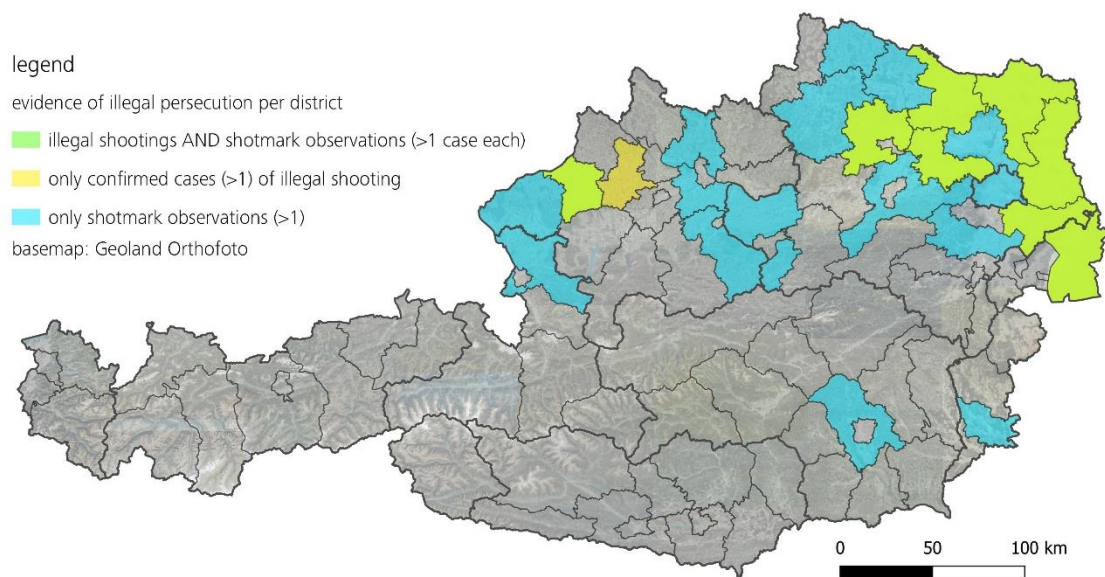 legend
evidence of illegal persecution per district
illegal shootings AND shotmark observations (>1 case each)
only confirmed cases (>1) of illegal shooting
only shotmark observations (>1)
basemap: Geoland Orthofoto
0 50 100 km